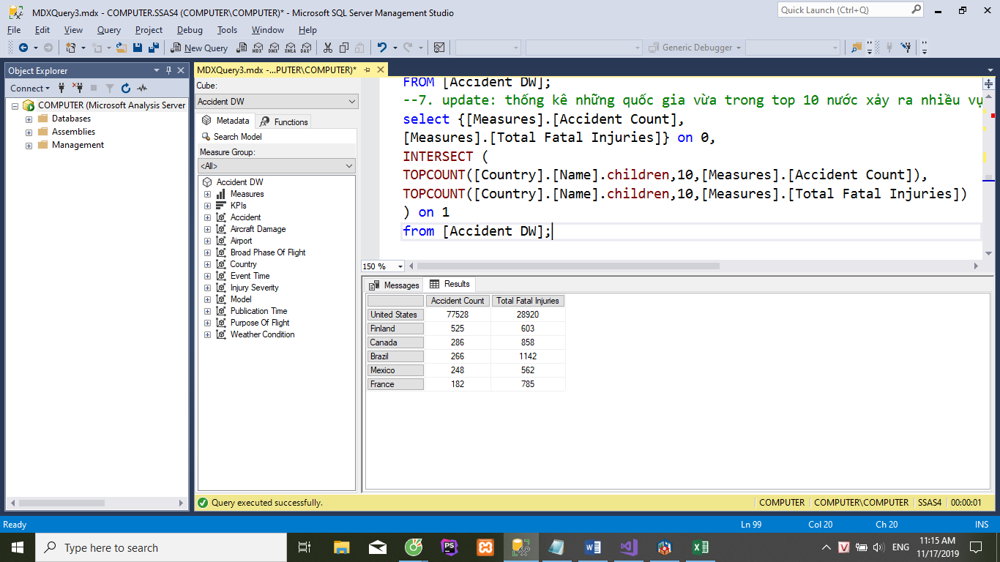 MDXQuery3.mdx - COMPUTER.SSAS4 (COMPUTER\COMPUTER)* - Microsoft SQL Server Management Studio
Quick Launch (Ctrl+Q)
File Edit View Query Project Debug Tools Window Help
New Query
MDX
DMX
XMLA
DAX
Generic Debugger
Object Explorer
Connect
COMPUTER (Microsoft Analysis Server
Databases
Assemblies
Management
MDXQuery3.mdx -...PUTER\COMPUTER)*
Cube:
Accident DW
Metadata
Functions
Search Model
Measure Group:
<All>
Accident DW
Measures
KPIs
Accident
Aircraft Damage
Airport
Broad Phase Of Flight
Country
Event Time
Injury Severity
Model
Publication Time
Purpose Of Flight
Weather Condition
FROM [Accident DW];
--7. update: thống kê những quốc gia vừa trong top 10 nước xảy ra nhiều vụ
select {[Measures].[Accident Count],
[Measures].[Total Fatal Injuries]} on 0,
INTERSECT (
TOPCOUNT([Country].[Name].children,10,[Measures].[Accident Count]),
TOPCOUNT([Country].[Name].children,10,[Measures].[Total Fatal Injuries])
) on 1
from [Accident DW];
150 %
Messages
Results
Accident Count Total Fatal Injuries
United States 77528 28920
Finland 525 603
Canada 286 858
Brazil 266 1142
Mexico 248 562
France 182 785
Query executed successfully.
COMPUTER
COMPUTER\COMPUTER
SSAS4
00:00:01
Ready
Ln 99
Col 20
Ch 20
INS
Type here to search
PS
ENG
11:15 AM
11/17/2019